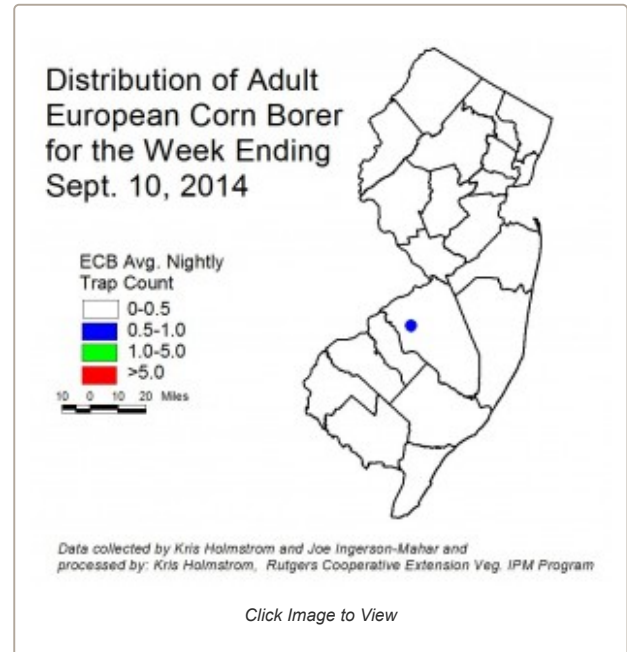 Distribution of Adult
European Corn Borer
for the Week Ending
Sept. 10, 2014
ECB Avg. Nightly
Trap Count
0-0.5
0.5-1.0
1.0-5.0
>5.0
10 0 10 20 Miles
Data collected by Kris Holmstrom and Joe Ingerson-Mahar and
processed by: Kris Holmstrom, Rutgers Cooperative Extension Veg. IPM Program
Click Image to View